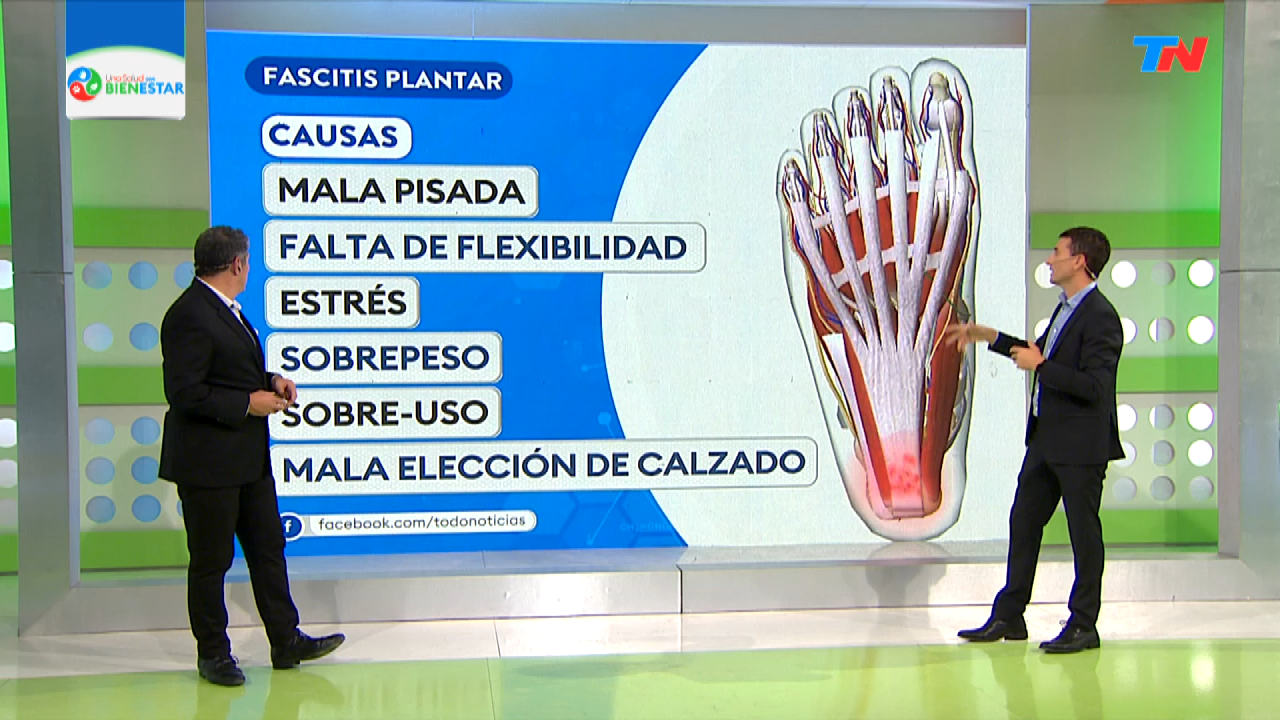 Una Salud con
BIENESTAR
TN
FASCITIS PLANTAR
CAUSAS
MALA PISADA
FALTA DE FLEXIBILIDAD
ESTRÉS
SOBREPESO
SOBRE-USO
MALA ELECCIÓN DE CALZADO
f facebook.com/todonoticias